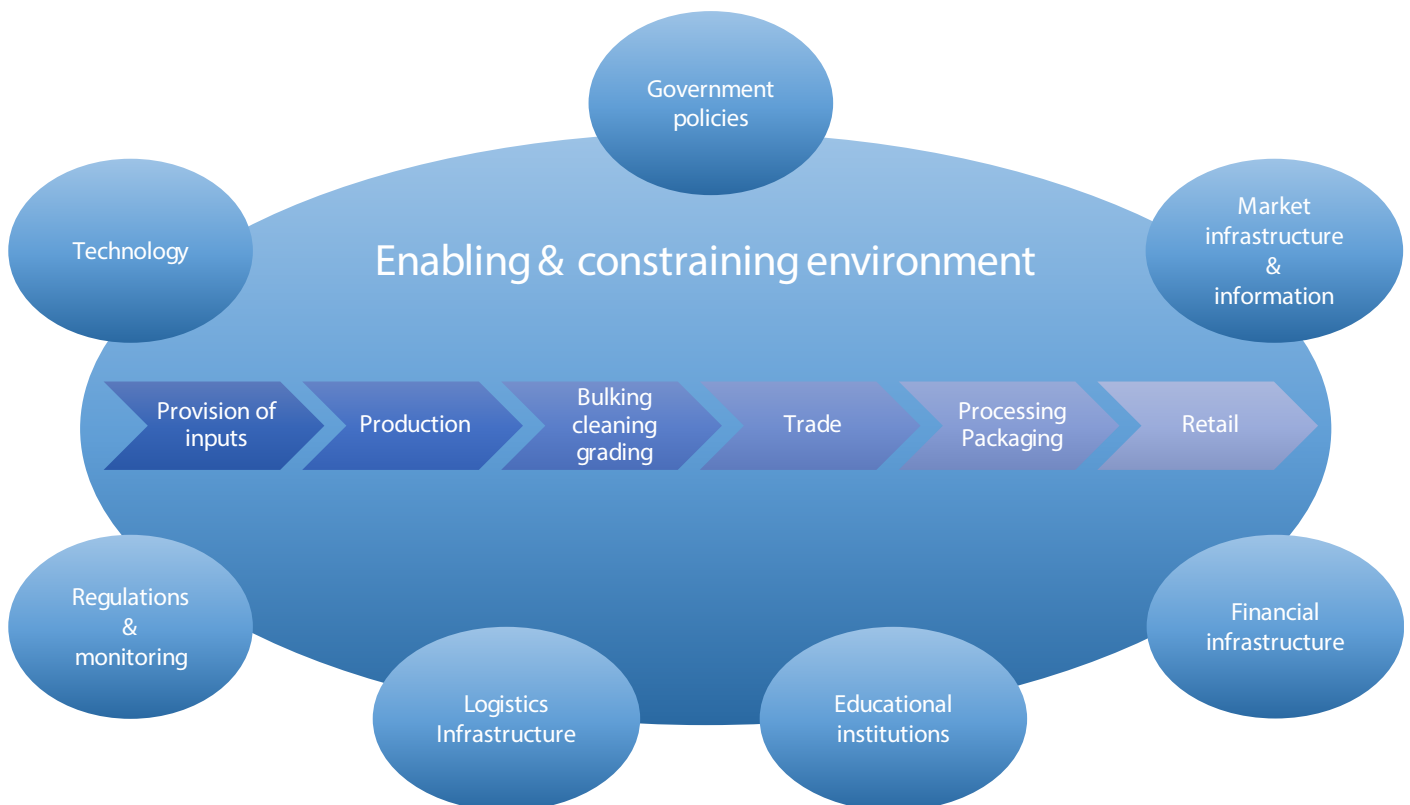 Government
policies
Technology
Market
infrastructure
&
information
Enabling & constraining environment
Provision of
inputs
Production
Bulking
cleaning
grading
Trade
Processing
Packaging
Retail
Regulations
&
monitoring
Logistics
Infrastructure
Educational
institutions
Financial
infrastructure